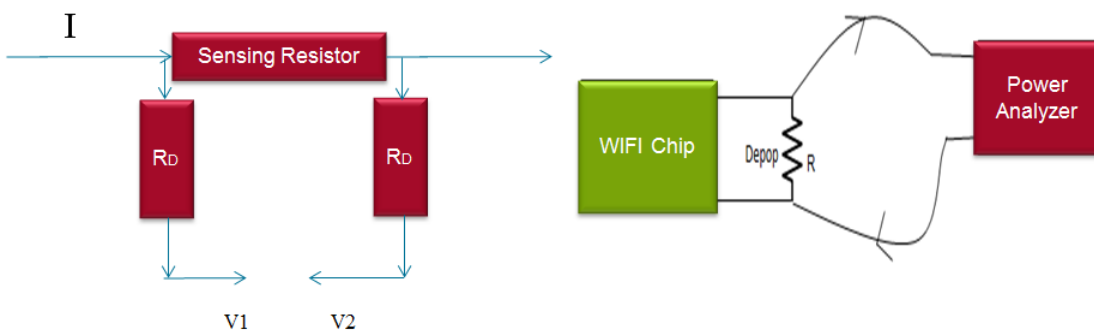 I
Sensing Resistor
RD
RD
V1
V2
WIFI Chip
Depop
R
Power
Analyzer